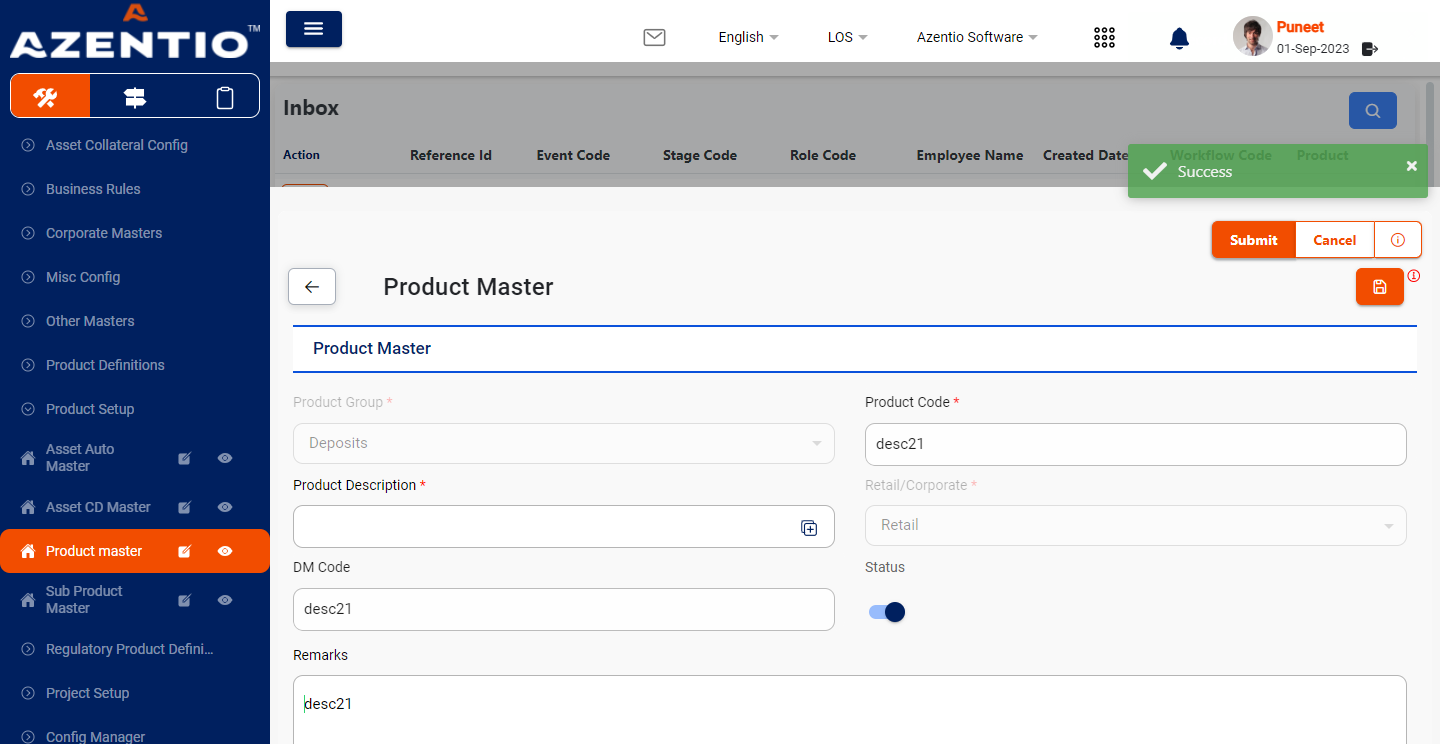 AZENTIO™
English
LOS
Azentio Software
Puneet
01-Sep-2023
Inbox
Action Reference Id Event Code Stage Code Role Code Employee Name Created Date Workflow Code Product
Success
Submit Cancel
Product Master
Product Master
Product Group *
Deposits
Product Code *
desc21
Product Description *
Retail/Corporate *
Retail
DM Code
desc21
Status
Remarks
desc21
Asset Collateral Config
Business Rules
Corporate Masters
Misc Config
Other Masters
Product Definitions
Product Setup
Asset Auto
Master
Asset CD Master
Product master
Sub Product
Master
Regulatory Product Defini...
Project Setup
Config Manager